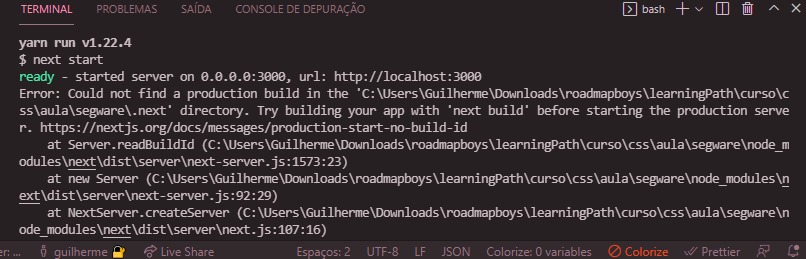 TERMINAL PROBLEMAS SAÍDA CONSOLE DE DEPURAÇÃO bash
yarn run v1.22.4
$ next start
ready - started server on 0.0.0.0:3000, url: http://localhost:3000
Error: Could not find a production build in the 'C:\Users\Guilherme\Downloads\roadmapboys\learningPath\curso\c
ss\aula\segware\.next' directory. Try building your app with 'next build' before starting the production serve
r. https://nextjs.org/docs/messages/production-start-no-build-id
at Server.readBuildId (C:\Users\Guilherme\Downloads\roadmapboys\learningPath\curso\css\aula\segware\node_m
odules\next\dist\server\next-server.js:1573:23)
at new Server (C:\Users\Guilherme\Downloads\roadmapboys\learningPath\curso\css\aula\segware\node_modules\n
ext\dist\server\next-server.js:92:29)
at NextServer.createServer (C:\Users\Guilherme\Downloads\roadmapboys\learningPath\curso\css\aula\segware\n
ode_modules\next\dist\server\next.js:107:16)
er: ... guilherme Live Share Espaços: 2 UTF-8 LF JSON Colorize: 0 variables Colorize Prettier